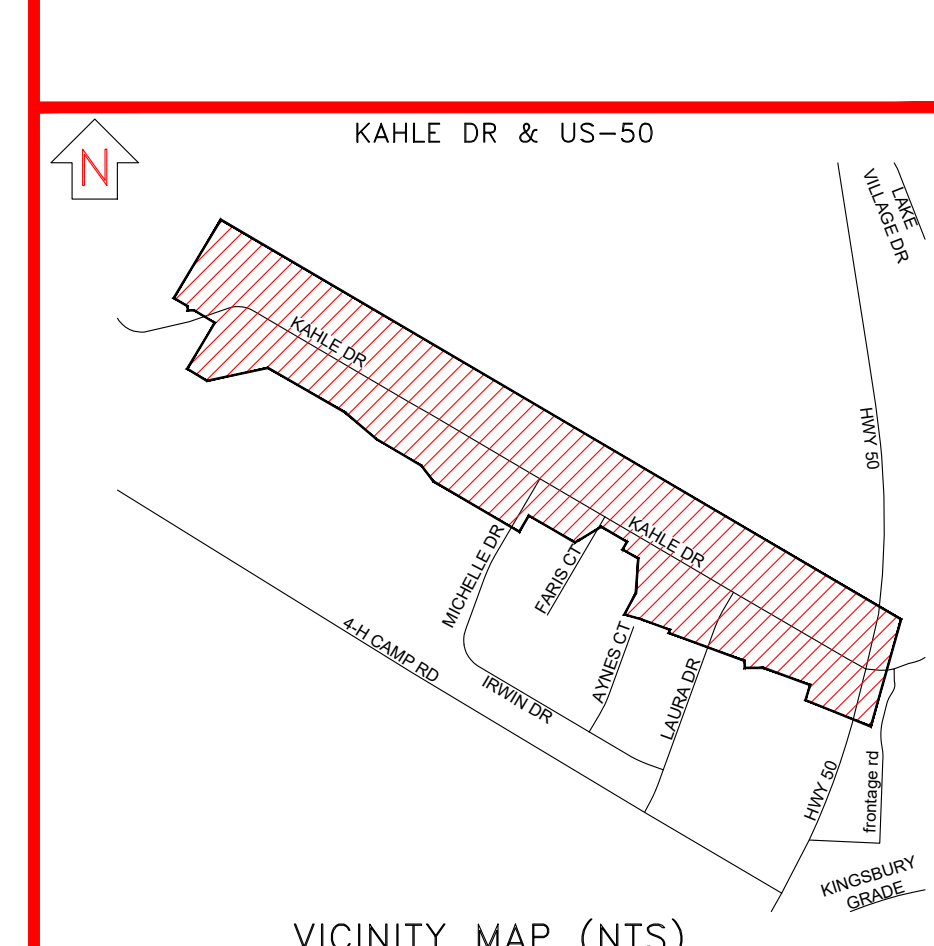 KAHLE DR & US-50
N
LAKE
VILLAGE DR
KAHLE DR
HWY 50
KAHLE DR
MICHELLE DR
FARIS CT
4-H CAMP RD
AYNES CT
LAURA DR
IRWIN DR
HWY 50
frontage rd
KINGSBURY
GRADE
VICINITY MAP (NTS)